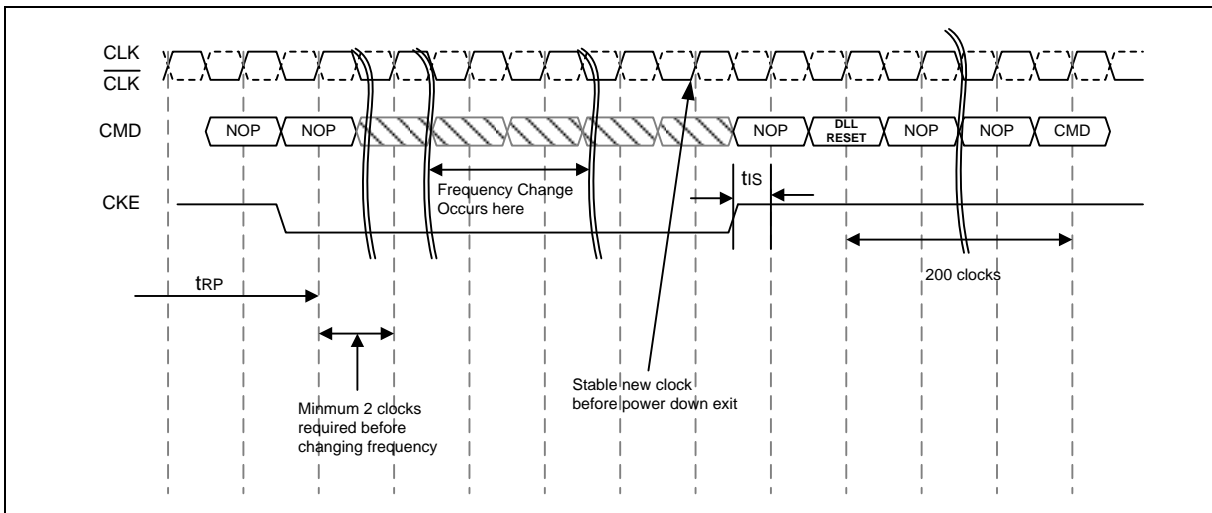 CLK
CLK
CMD
NOP
NOP
NOP
DLL
RESET
NOP
NOP
CMD
Frequency Change
Occurs here
tIS
CKE
200 clocks
tRP
Stable new clock
before power down exit
Minmum 2 clocks
required before
changing frequency